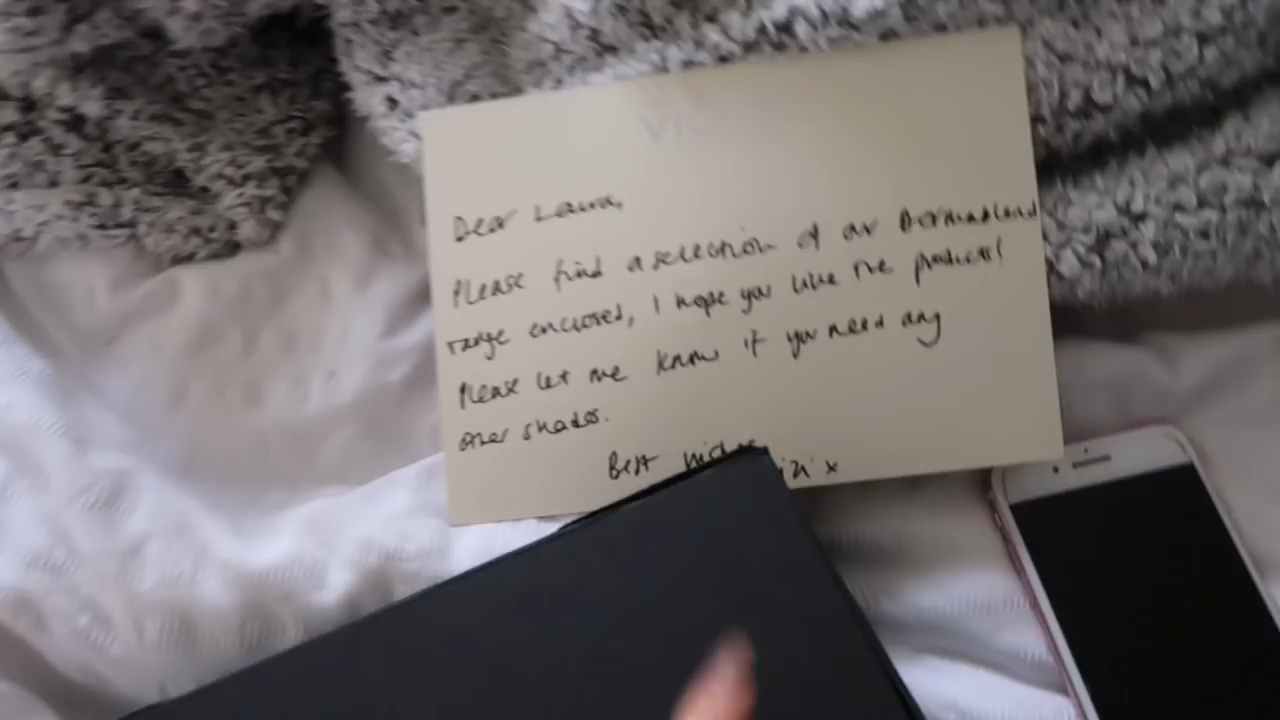 Dear Laura,
Please find a selection of our Dermablend
range enclosed, I hope you like the products!
Please let me know if you need any
other shades.
Best wishes
x